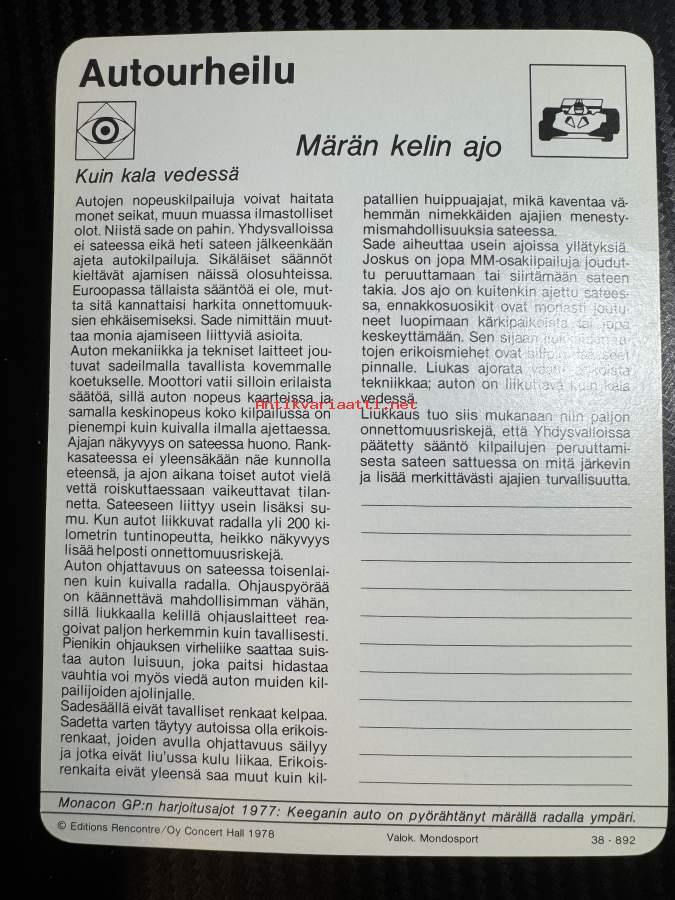 Autourheilu
Märän kelin ajo
Kuin kala vedessä
Autojen nopeuskilpailuja voivat haitata
monet seikat, muun muassa ilmastolliset
olot. Niistä sade on pahin. Yhdysvalloissa
ei sateessa eikä heti sateen jälkeenkään
ajeta autokilpailuja. Sikäläiset säännöt
kieltävät ajamisen näissä olosuhteissa.
Euroopassa tällaista sääntöä ei ole, mut-
ta sitä kannattaisi harkita onnettomuuk-
sien ehkäisemiseksi. Sade nimittäin muut-
taa monia ajamiseen liittyviä asioita.
Auton mekaniikka ja tekniset laitteet jou-
tuvat sadeilmalla tavallista kovemmalle
koetukselle. Moottori vatii silloin erilaista
säätöä, sillä auton nopeus kaarteissa ja
samalla keskinopeus koko kilpailussa on
pienempi kuin kuivalla ilmalla ajettaessa.
Ajajan näkyvyys on sateessa huono. Rank-
kasateessa ei yleensäkään näe kunnolla
eteensä, ja ajon aikana toiset autot vielä
vettä roiskuttaessaan vaikeuttavat tilan-
netta. Sateeseen liittyy usein lisäksi su-
mu. Kun autot liikkuvat radalla yli 200 ki-
lometrin tuntinopeutta, heikko näkyvyys
lisää helposti onnettomuusriskejä.
Auton ohjattavuus on sateessa toisenlai-
nen kuin kuivalla radalla. Ohjauspyörää
on käännettävä mahdollisimman vähän,
sillä liukkaalla kelillä ohjauslaitteet rea-
goivat paljon herkemmin kuin tavallisesti.
Pienikin ohjauksen virheliike saattaa suis-
taa auton luisuun, joka paitsi hidastaa
vauhtia voi myös viedä auton muiden kil-
pailijoiden ajolinjalle.
Sadesäällä eivät tavalliset renkaat kelpaa.
Sadetta varten täytyy autoissa olla erikois-
renkaat, joiden avulla ohjattavuus säilyy
ja jotka eivät liu'ussa kulu liikaa. Erikois-
renkaita eivät yleensä saa muut kuin kil-
patallien huippuajajat, mikä kaventaa vä-
hemmän nimekkäiden ajajien menesty-
mismahdollisuuksia sateessa.
Sade aiheuttaa usein ajoissa yllätyksiä.
Joskus on jopa MM-osakilpailuja joudut-
tu peruuttamaan tai siirtämään sateen
takia. Jos ajo on kuitenkin ajettu satees-
sa, ennakkosuosikit ovat monasti joutu-
neet luopumaan kärkipaikoista tai jopa
keskeyttämään. Sen sijaan
tojen erikoismiehet ovat silloin
pinnalle. Liukas ajorata vaatii erikoista
tekniikkaa; auton on liikuttava kuin kala
vedessä.
Liukkaus tuo siis mukanaan niin paljon
onnettomuusriskejä, että Yhdysvalloissa
päätetty sääntö kilpailujen peruuttami-
sesta sateen sattuessa on mitä järkevin
ja lisää merkittävästi ajajien turvallisuutta.
Antikvariaatti.net
Monacon GP:n harjoitusajot 1977: Keeganin auto on pyörähtänyt märällä radalla ympäri.
© Editions Rencontre/Oy Concert Hall 1978
Valok. Mondosport
38 - 892